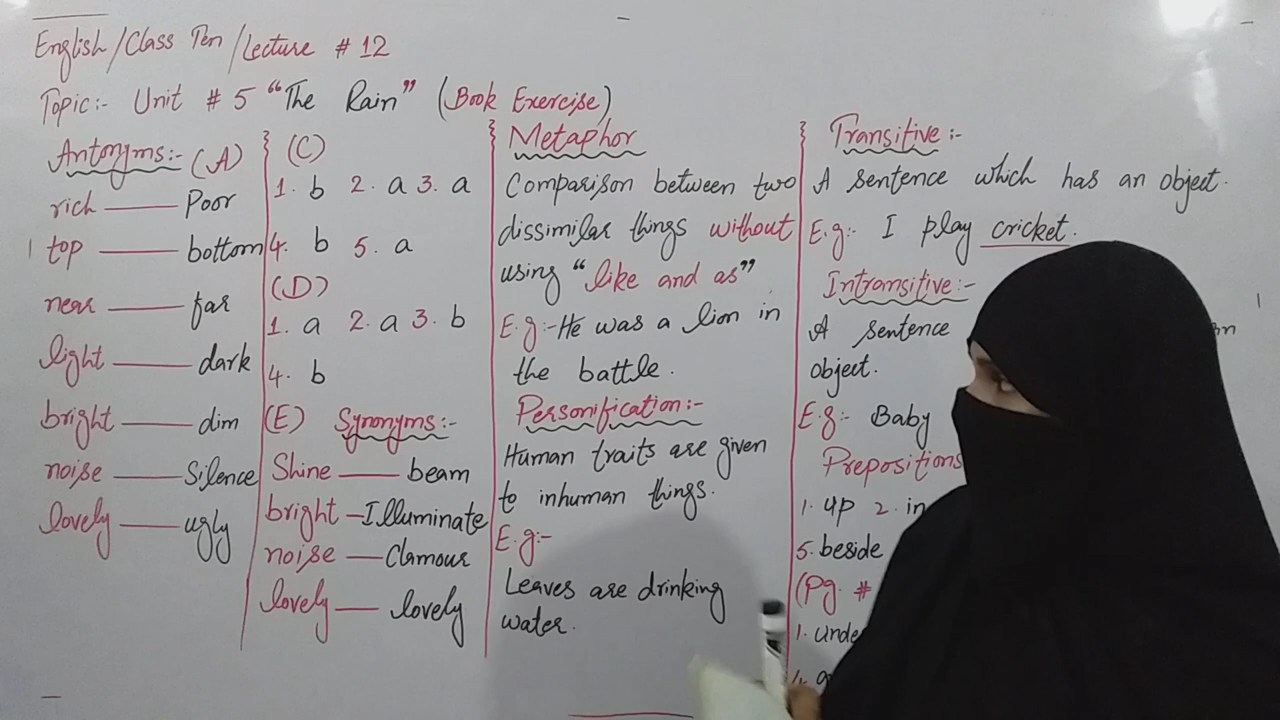 English/Class Ten/Lecture # 12
Topic:- Unit # 5 "The Rain" (Book Exercise)
Antonyms:- (A)
rich — Poor
top — bottom
near — far
light — dark
bright — dim
noise — Silence
lovely — ugly
(C)
1. b 2. a 3. a
4. b 5. a
(D)
1. a 2. a 3. b
4. b
(E) Synonyms:-
Shine — beam
bright — Illuminate
noise — Clamour
lovely — lovely
Metaphor
Comparison between two
dissimilar things without
using "like and as"
E.g:- He was a lion in
the battle.
Personification:-
Human traits are given
to inhuman things.
E.g:-
Leaves are drinking
water.
Transitive:-
A sentence which has an object.
E.g:- I play cricket.
Intransitive:-
A sentence
object.
E.g:- Baby
Prepositions
1. up 2. in
5. beside
(Pg. #
1.